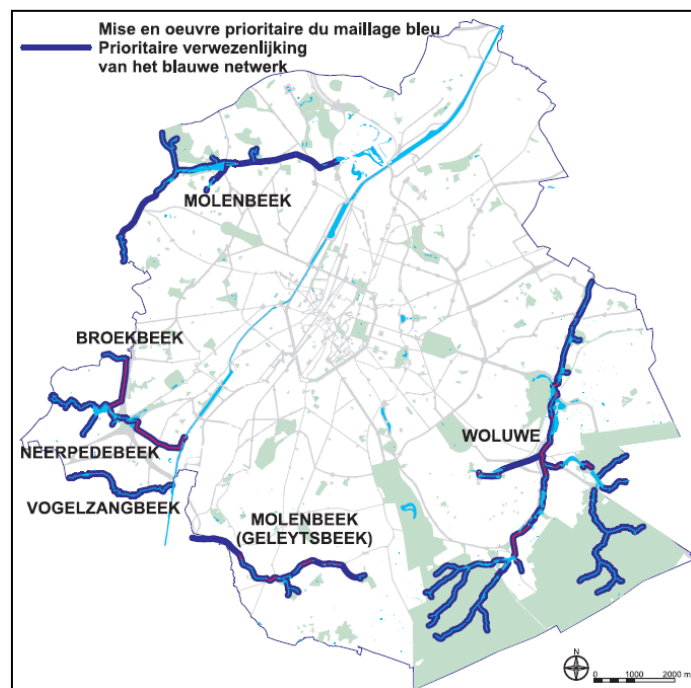 Mise en oeuvre prioritaire du maillage bleu
Prioritaire verwezenlijking
van het blauwe netwerk
MOLENBEEK
BROEKBEEK
NEERPEDEBEEK
VOGELZANGBEEK
WOLUWE
MOLENBEEK
(GELEYTSBEEK)
N
0 1000 2000 m